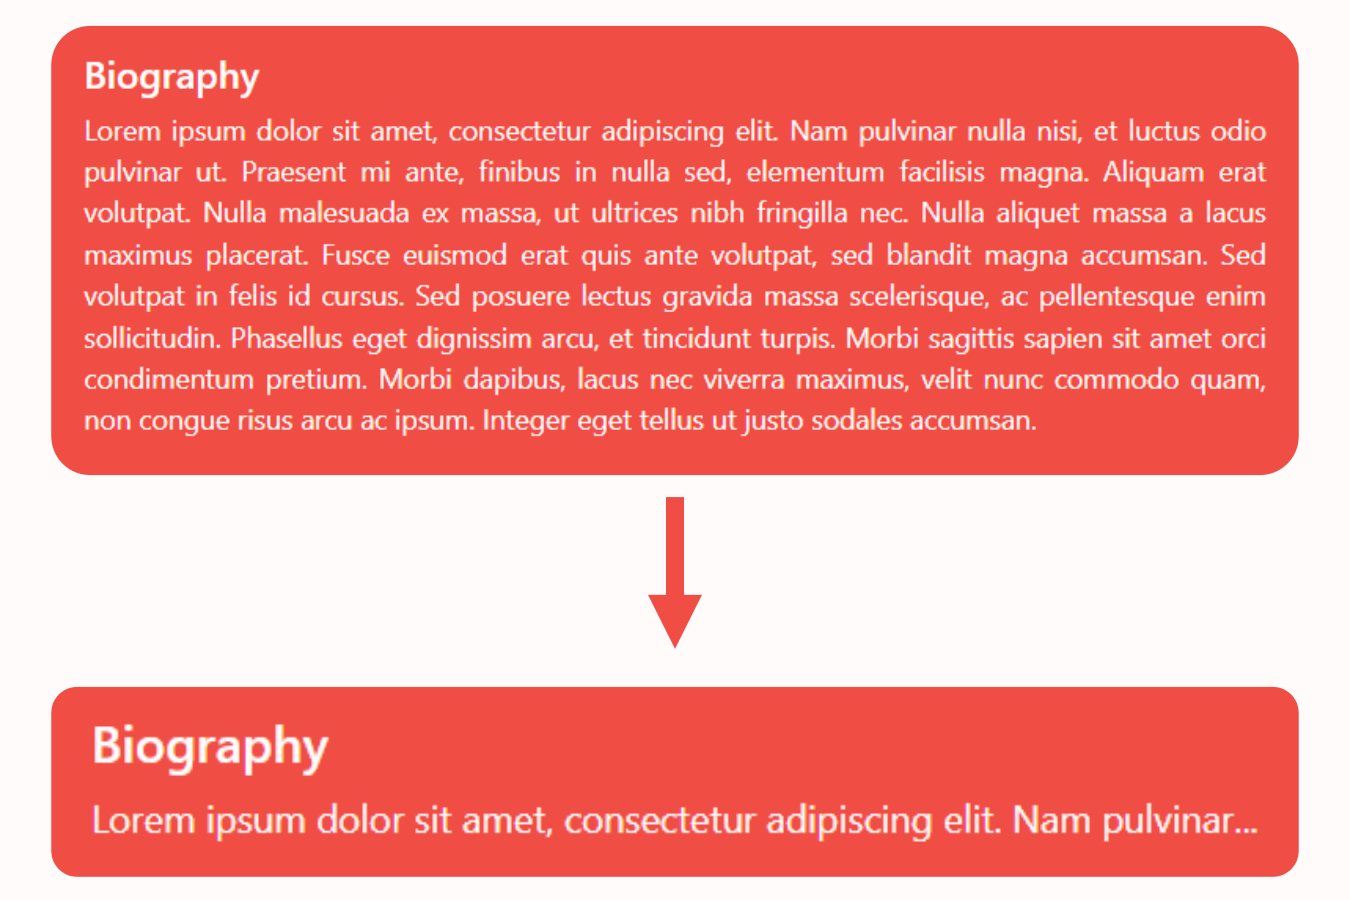 Biography
Lorem ipsum dolor sit amet, consectetur adipiscing elit. Nam pulvinar nulla nisi, et luctus odio
pulvinar ut. Praesent mi ante, finibus in nulla sed, elementum facilisis magna. Aliquam erat
volutpat. Nulla malesuada ex massa, ut ultrices nibh fringilla nec. Nulla aliquet massa a lacus
maximus placerat. Fusce euismod erat quis ante volutpat, sed blandit magna accumsan. Sed
volutpat in felis id cursus. Sed posuere lectus gravida massa scelerisque, ac pellentesque enim
sollicitudin. Phasellus eget dignissim arcu, et tincidunt turpis. Morbi sagittis sapien sit amet orci
condimentum pretium. Morbi dapibus, lacus nec viverra maximus, velit nunc commodo quam,
non congue risus arcu ac ipsum. Integer eget tellus ut justo sodales accumsan.
Biography
Lorem ipsum dolor sit amet, consectetur adipiscing elit. Nam pulvinar...